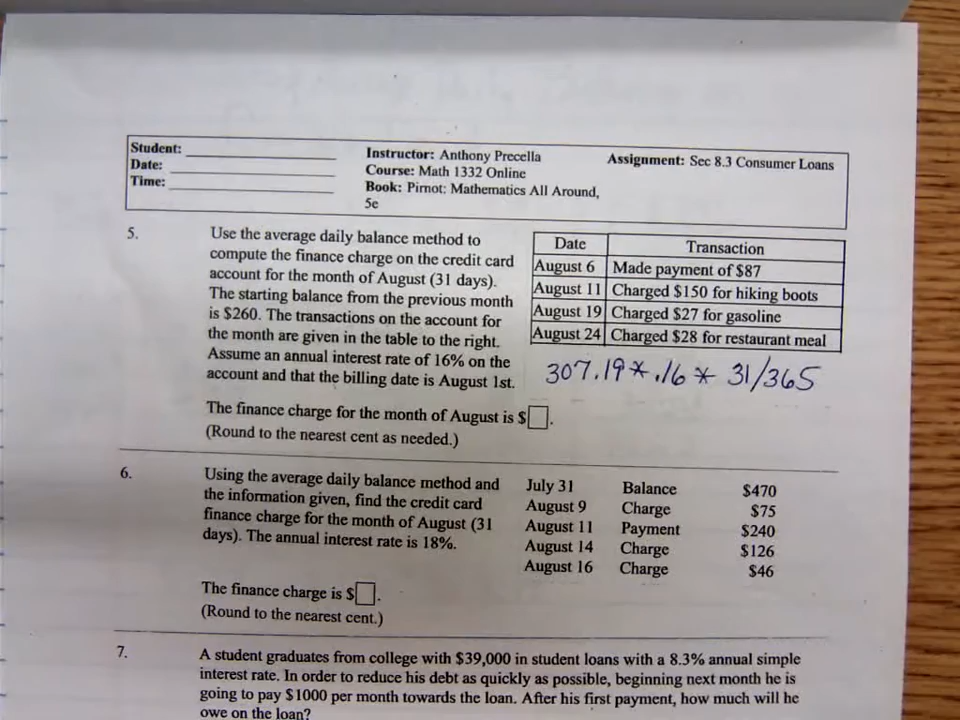 Student:
Instructor: Anthony Precella
Assignment: Sec 8.3 Consumer Loans
Date:
Course: Math 1332 Online
Time:
Book: Pirnot: Mathematics All Around,
5e
5.
Use the average daily balance method to
compute the finance charge on the credit card
account for the month of August (31 days).
The starting balance from the previous month
is $260. The transactions on the account for
the month are given in the table to the right.
Assume an annual interest rate of 16% on the
account and that the billing date is August 1st.
Date Transaction
August 6 Made payment of $87
August 11 Charged $150 for hiking boots
August 19 Charged $27 for gasoline
August 24 Charged $28 for restaurant meal
307.19*.16* 31/365
The finance charge for the month of August is $ .
(Round to the nearest cent as needed.)
6.
Using the average daily balance method and
the information given, find the credit card
finance charge for the month of August (31
days). The annual interest rate is 18%.
July 31 Balance $470
August 9 Charge $75
August 11 Payment $240
August 14 Charge $126
August 16 Charge $46
The finance charge is $ .
(Round to the nearest cent.)
7.
A student graduates from college with $39,000 in student loans with a 8.3% annual simple
interest rate. In order to reduce his debt as quickly as possible, beginning next month he is
going to pay $1000 per month towards the loan. After his first payment, how much will he
owe on the loan?